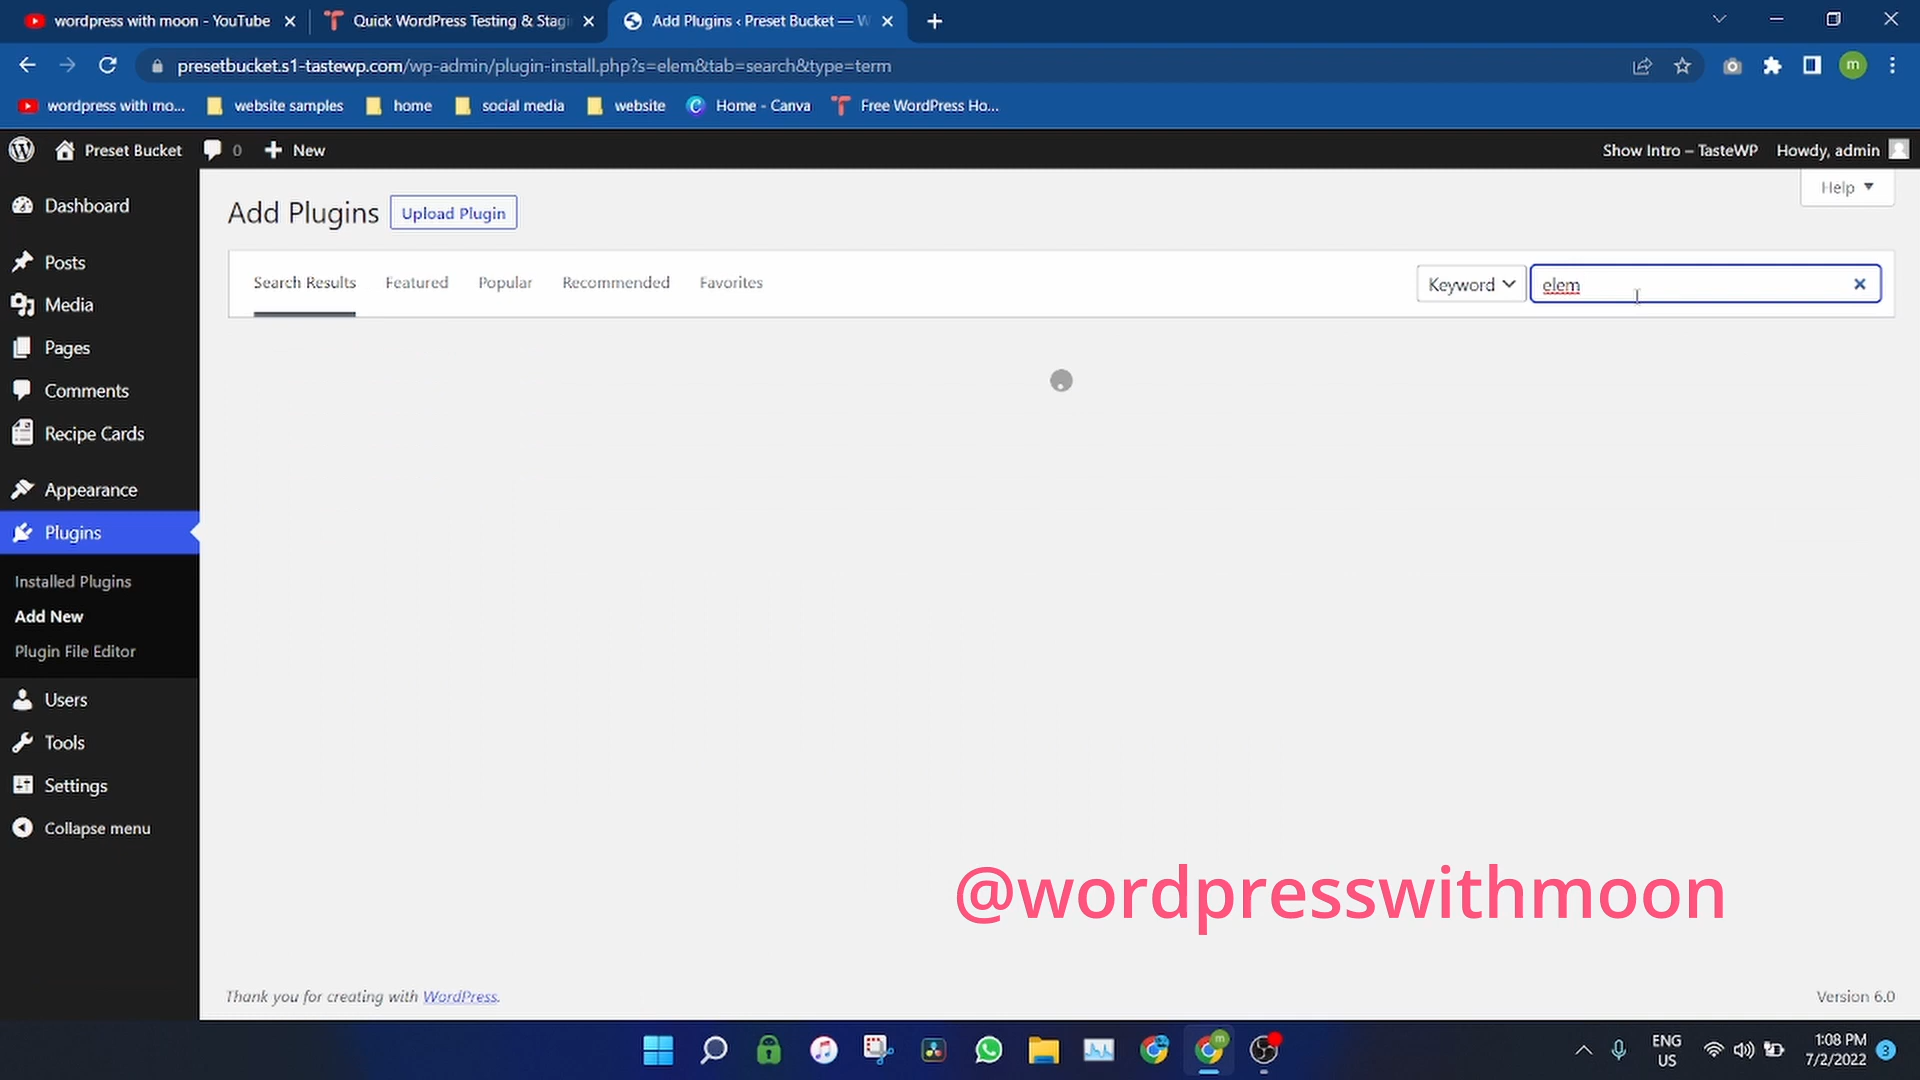 wordpress with moon - YouTube
Quick WordPress Testing & Stagi
Add Plugins ‹ Preset Bucket — W
presetbucket.s1-tastewp.com/wp-admin/plugin-install.php?s=elem&tab=search&type=term
m
wordpress with mo...
website samples
home
social media
website
Home - Canva
Free WordPress Ho...
Preset Bucket
0
New
Show Intro – TasteWP
Howdy, admin
Help
Dashboard
Posts
Media
Pages
Comments
Recipe Cards
Appearance
Plugins
Installed Plugins
Add New
Plugin File Editor
Users
Tools
Settings
Collapse menu
Add Plugins
Upload Plugin
Search Results
Featured
Popular
Recommended
Favorites
Keyword
elem
@wordpresswithmoon
Thank you for creating with WordPress.
Version 6.0
m
ENG
US
1:08 PM
7/2/2022
3